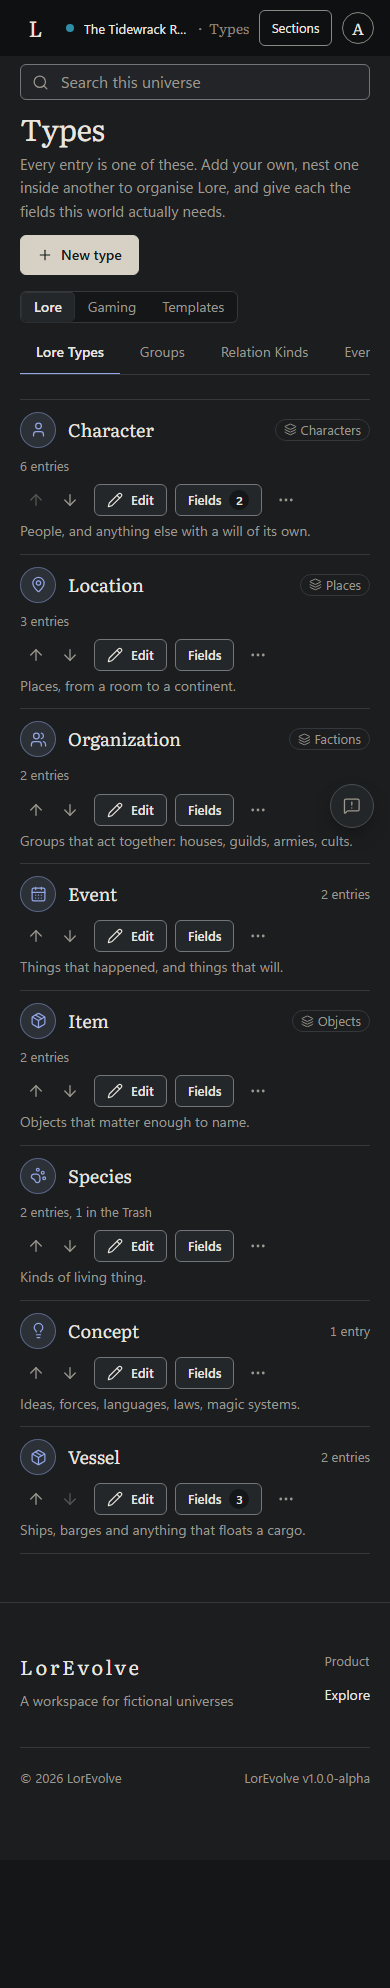 L The Tidewrack R... · Types Sections A
Search this universe
Types
Every entry is one of these. Add your own, nest one
inside another to organise Lore, and give each the
fields this world actually needs.
New type
Lore Gaming Templates
Lore Types Groups Relation Kinds Ever
Character Characters
6 entries
Edit Fields 2
People, and anything else with a will of its own.
Location Places
3 entries
Edit Fields
Places, from a room to a continent.
Organization Factions
2 entries
Edit Fields
Groups that act together: houses, guilds, armies, cults.
Event 2 entries
Edit Fields
Things that happened, and things that will.
Item Objects
2 entries
Edit Fields
Objects that matter enough to name.
Species
2 entries, 1 in the Trash
Edit Fields
Kinds of living thing.
Concept 1 entry
Edit Fields
Ideas, forces, languages, laws, magic systems.
Vessel 2 entries
Edit Fields 3
Ships, barges and anything that floats a cargo.
LorEvolve Product
A workspace for fictional universes Explore
© 2026 LorEvolve LorEvolve v1.0.0-alpha